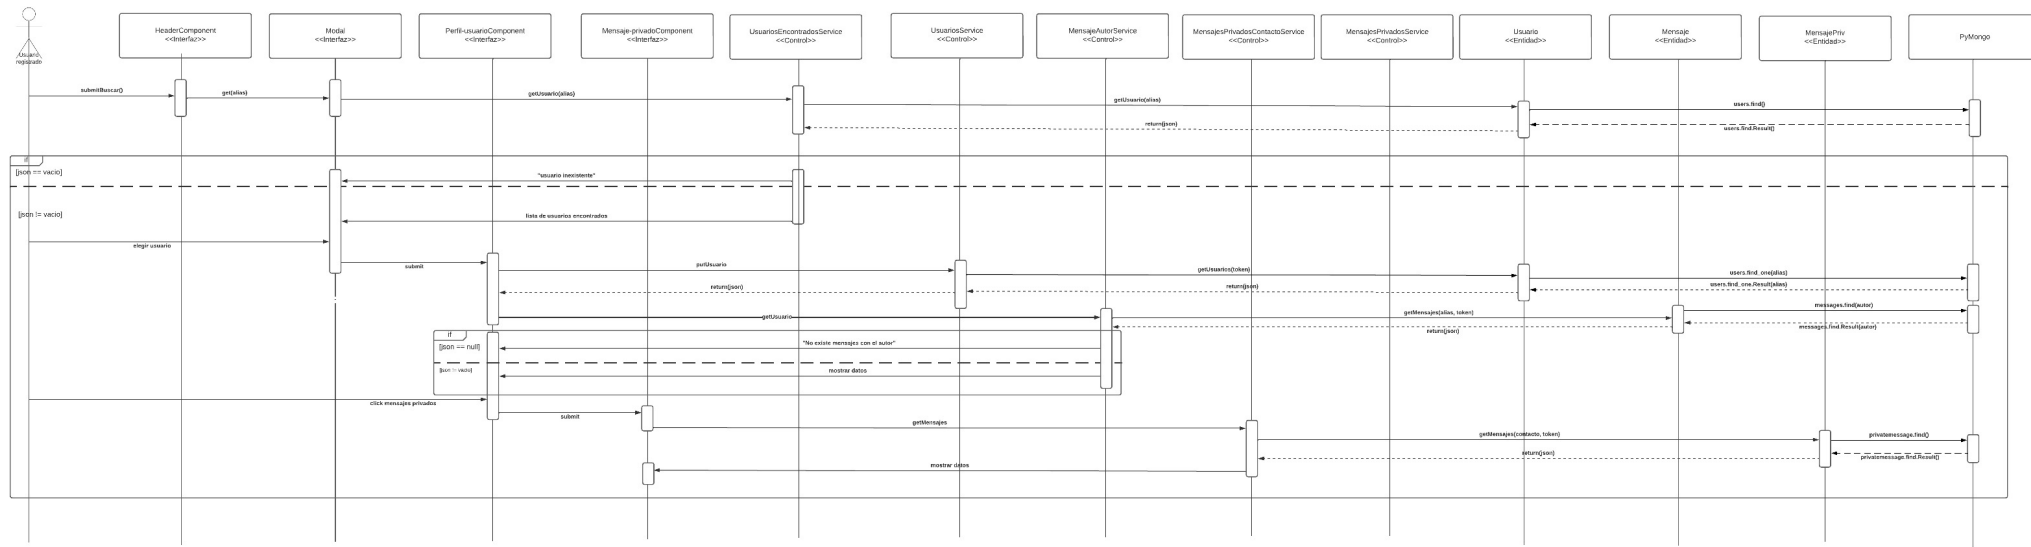 Usuario
registrado
HeaderComponent
<<Interfaz>>
Modal
<<Interfaz>>
Perfil-usuarioComponent
<<Interfaz>>
Mensaje-privadoComponent
<<Interfaz>>
UsuariosEncontradosService
<<Control>>
UsuariosService
<<Control>>
MensajeAutorService
<<Control>>
MensajesPrivadosContactoService
<<Control>>
MensajesPrivadosService
<<Control>>
Usuario
<<Entidad>>
Mensaje
<<Entidad>>
MensajePriv
<<Entidad>>
PyMongo
submitBuscar()
get(alias)
getUsuario(alias)
getUsuario(alias)
users.find()
return(json)
users.find.Result()
if
[json == vacio]
"usuario inexistente"
[json != vacio]
lista de usuarios encontrados
elegir usuario
submit
putUsuario
getUsuarios(token)
users.find_one(alias)
return(json)
return(json)
users.find_one.Result(alias)
getUsuario
getMensajes(alias, token)
messages.find(autor)
return(json)
messages.find.Result(autor)
if
[json == null]
"No existe mensajes con el autor"
[json != vacio]
mostrar datos
click mensajes privados
submit
getMensajes
getMensajes(contacto, token)
privatemessage.find()
return(json)
privatemessage.find.Result()
mostrar datos